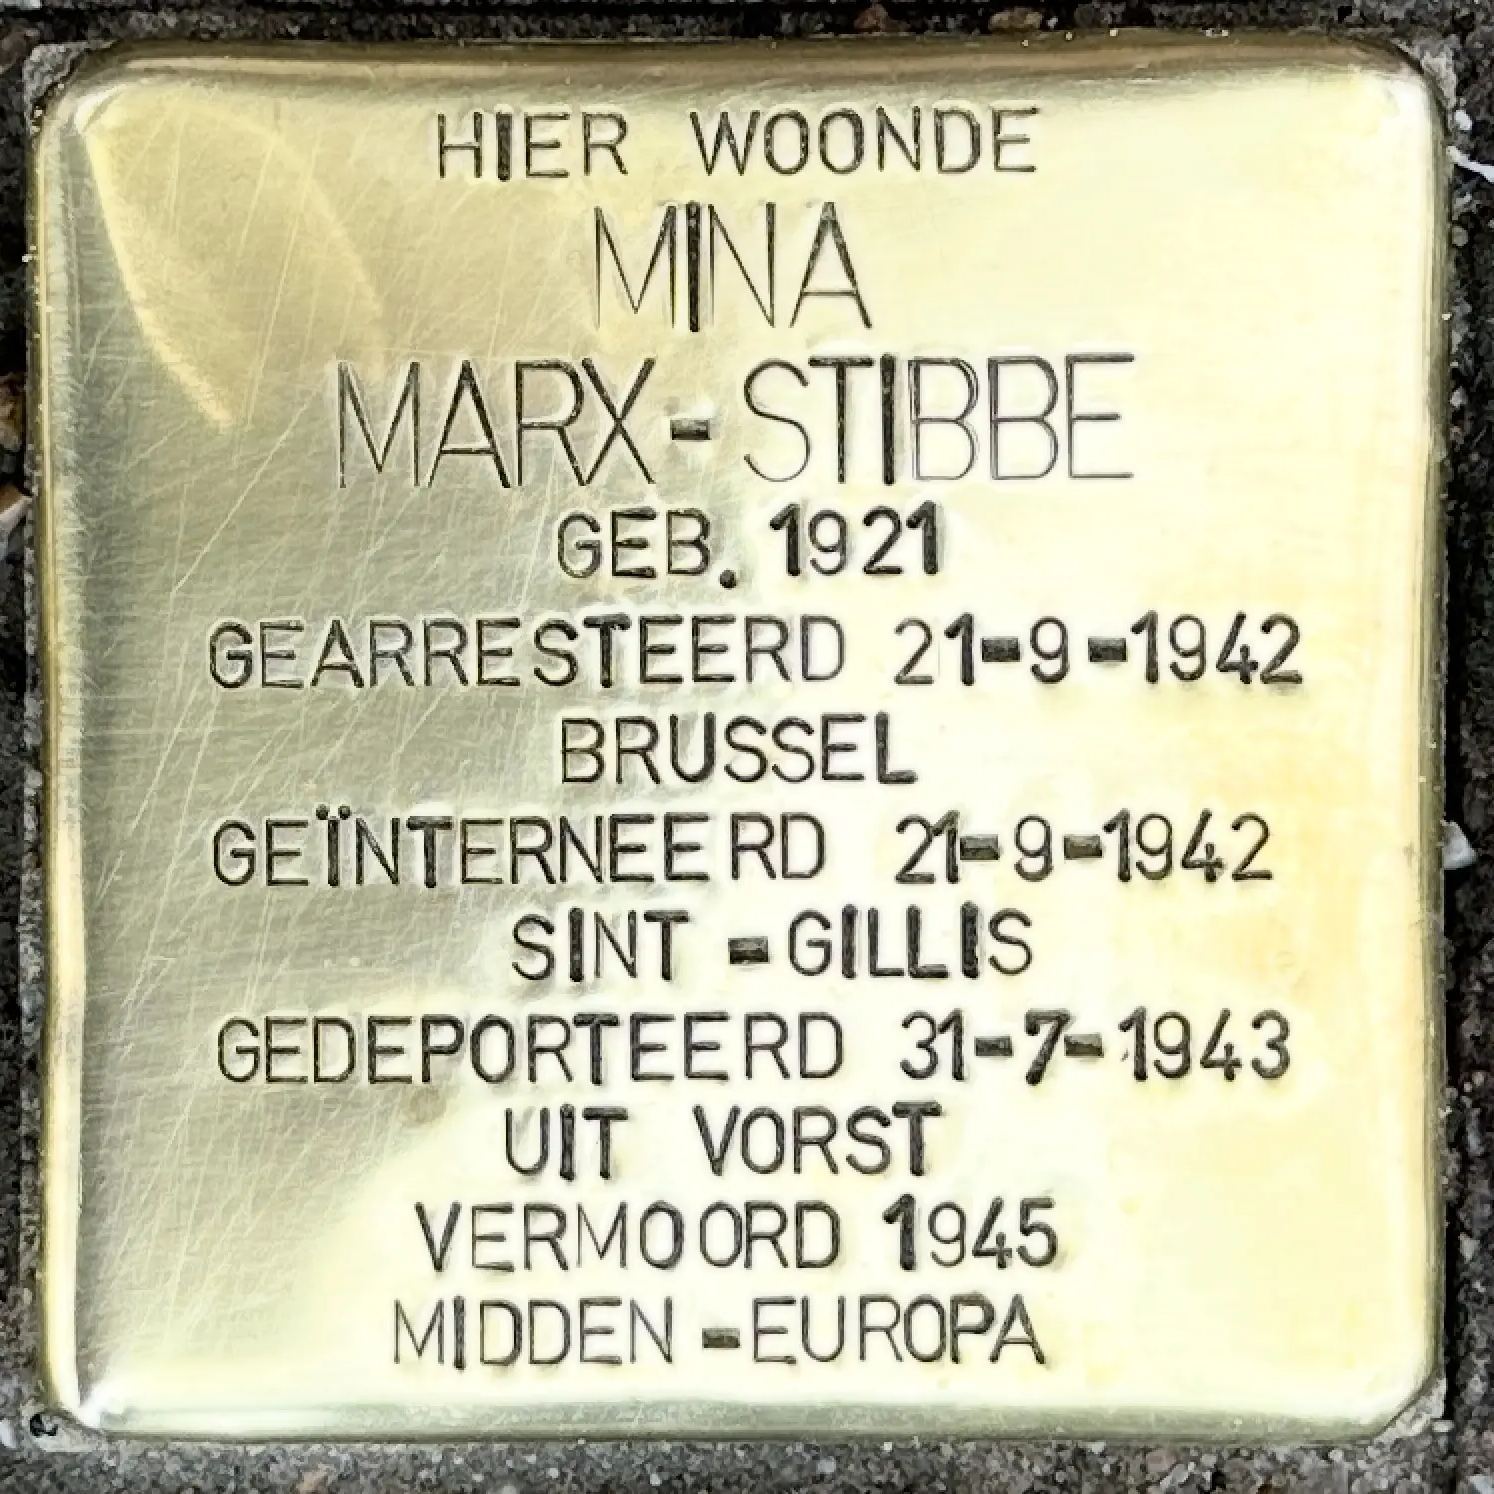 HIER WOONDE
MINA
MARX-STIBBE
GEB. 1921
GEARRESTEERD 21-9-1942
BRUSSEL
GEÏNTERNEERD 21-9-1942
SINT-GILLIS
GEDEPORTEERD 31-7-1943
UIT VORST
VERMOORD 1945
MIDDEN-EUROPA